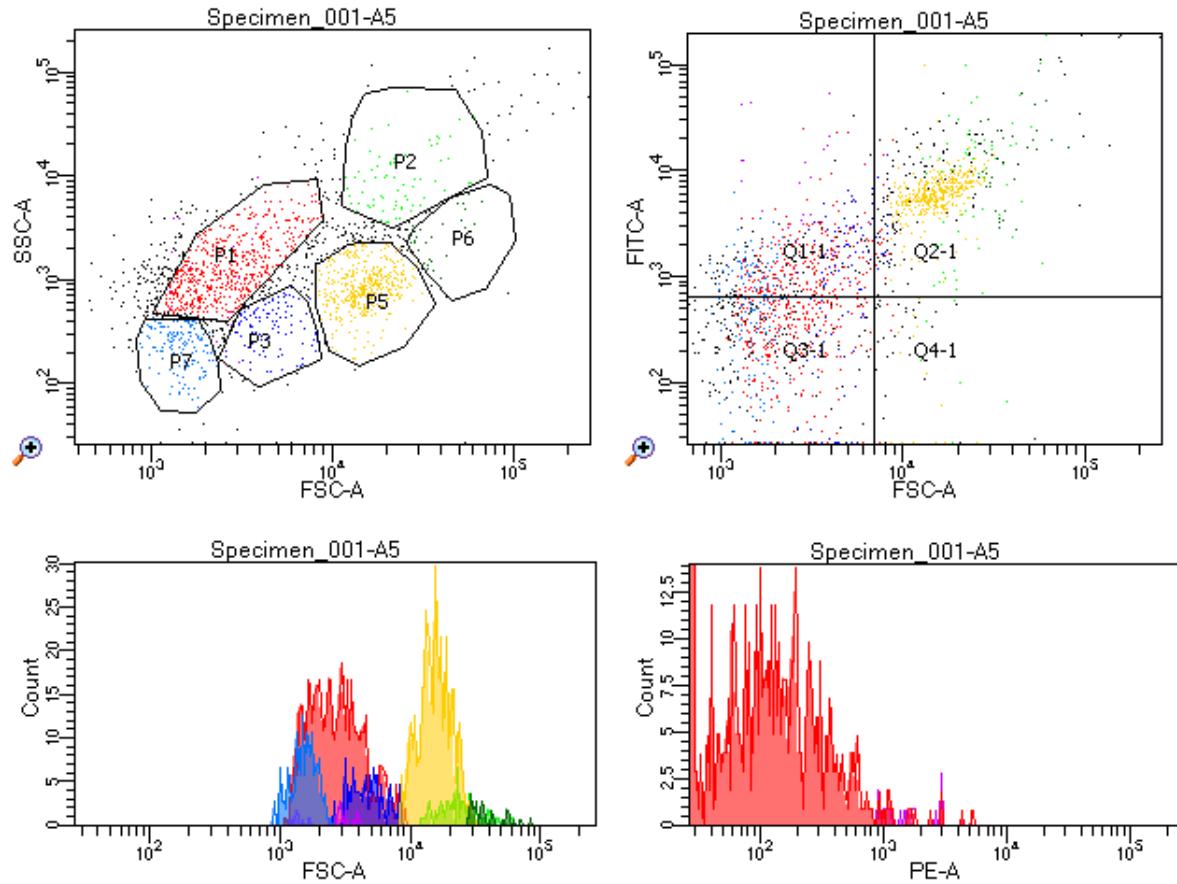 Specimen_001-A5
SSC-A
10^5
10^4
10^3
10^2
P1
P2
P3
P5
P6
P7
10^3 10^4 10^5
FSC-A
Specimen_001-A5
FITC-A
10^5
10^4
10^3
10^2
Q1-1 Q2-1
Q3-1 Q4-1
10^3 10^4 10^5
FSC-A
Specimen_001-A5
Count
30
25
20
15
10
5
0
10^2 10^3 10^4 10^5
FSC-A
Specimen_001-A5
Count
12.5
10
7.5
5
2.5
0
10^2 10^3 10^4 10^5
PE-A